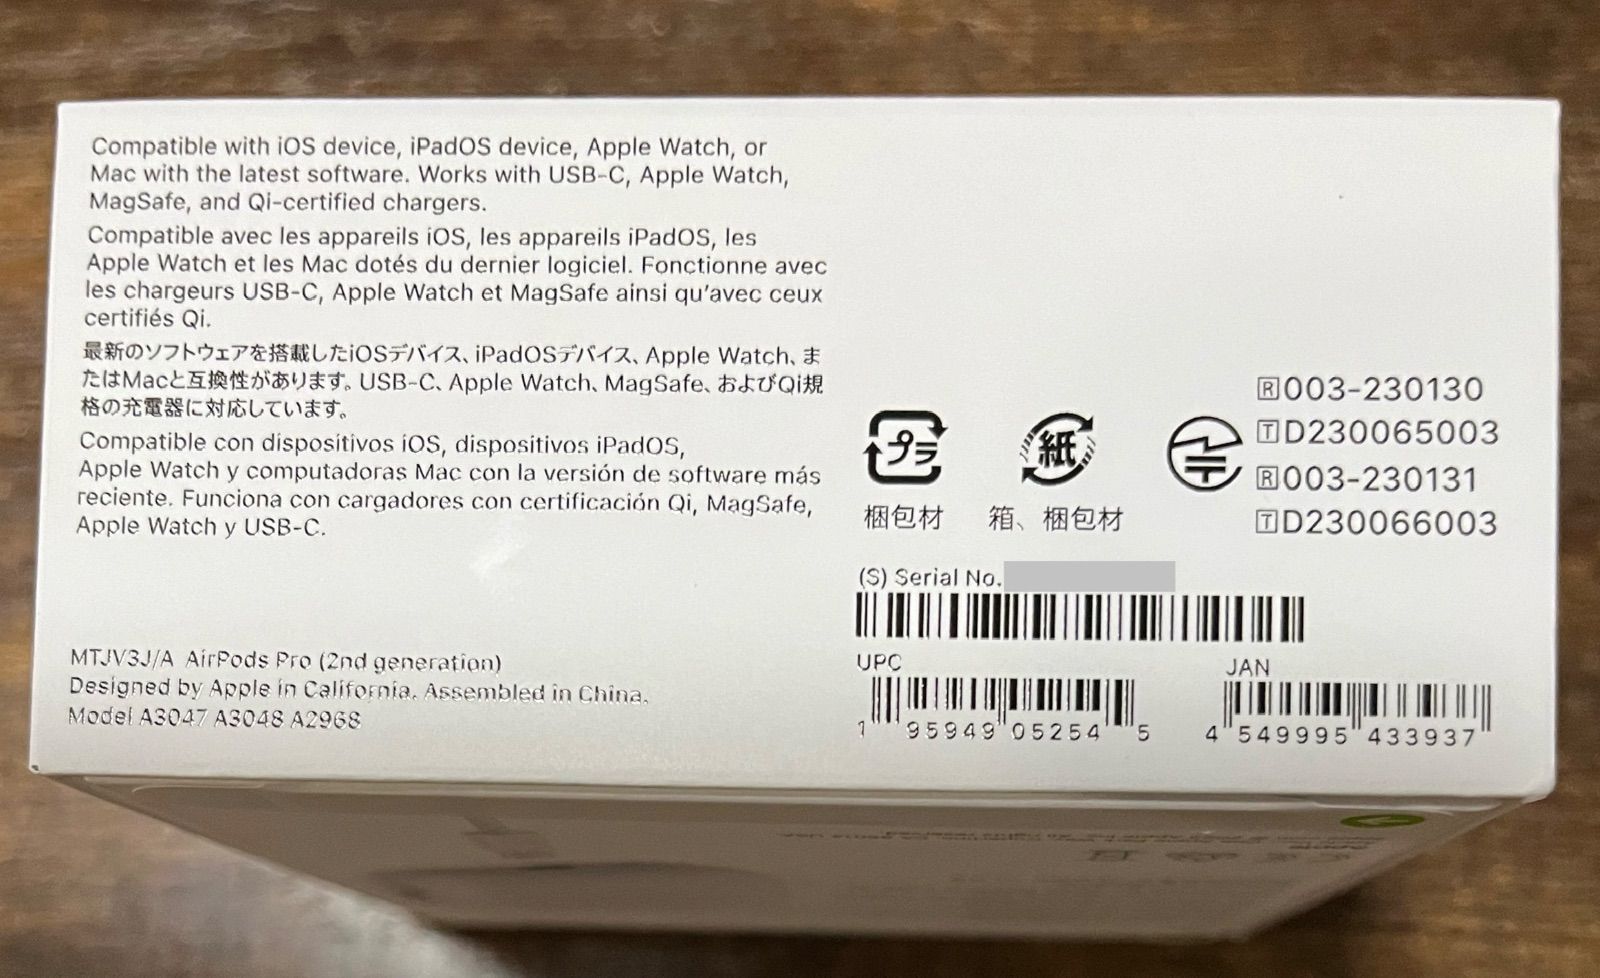 Compatible with iOS device, iPadOS device, Apple Watch, or
Mac with the latest software. Works with USB-C, Apple Watch,
MagSafe, and Qi-certified chargers.
Compatible avec les appareils iOS, les appareils iPadOS, les
Apple Watch et les Mac dotés du dernier logiciel. Fonctionne avec
les chargeurs USB-C, Apple Watch et MagSafe ainsi qu'avec ceux
certifiés Qi.
最新のソフトウェアを搭載したiOSデバイス、iPadOSデバイス、Apple Watch、ま
たはMacと互換性があります。USB-C、Apple Watch、MagSafe、およびQi規
格の充電器に対応しています。
Compatible con dispositivos iOS, dispositivos iPadOS,
Apple Watch y computadoras Mac con la versión de software más
reciente. Funciona con cargadores con certificación Qi, MagSafe,
Apple Watch y USB-C.
MTJV3J/A AirPods Pro (2nd generation)
Designed by Apple in California. Assembled in China.
Model A3047 A3048 A2968
プラ
梱包材
紙
箱、梱包材
R 003-230130
T D230065003
R 003-230131
T D230066003
(S) Serial No.
UPC
1 95949 05254 5
JAN
4 549995 433937